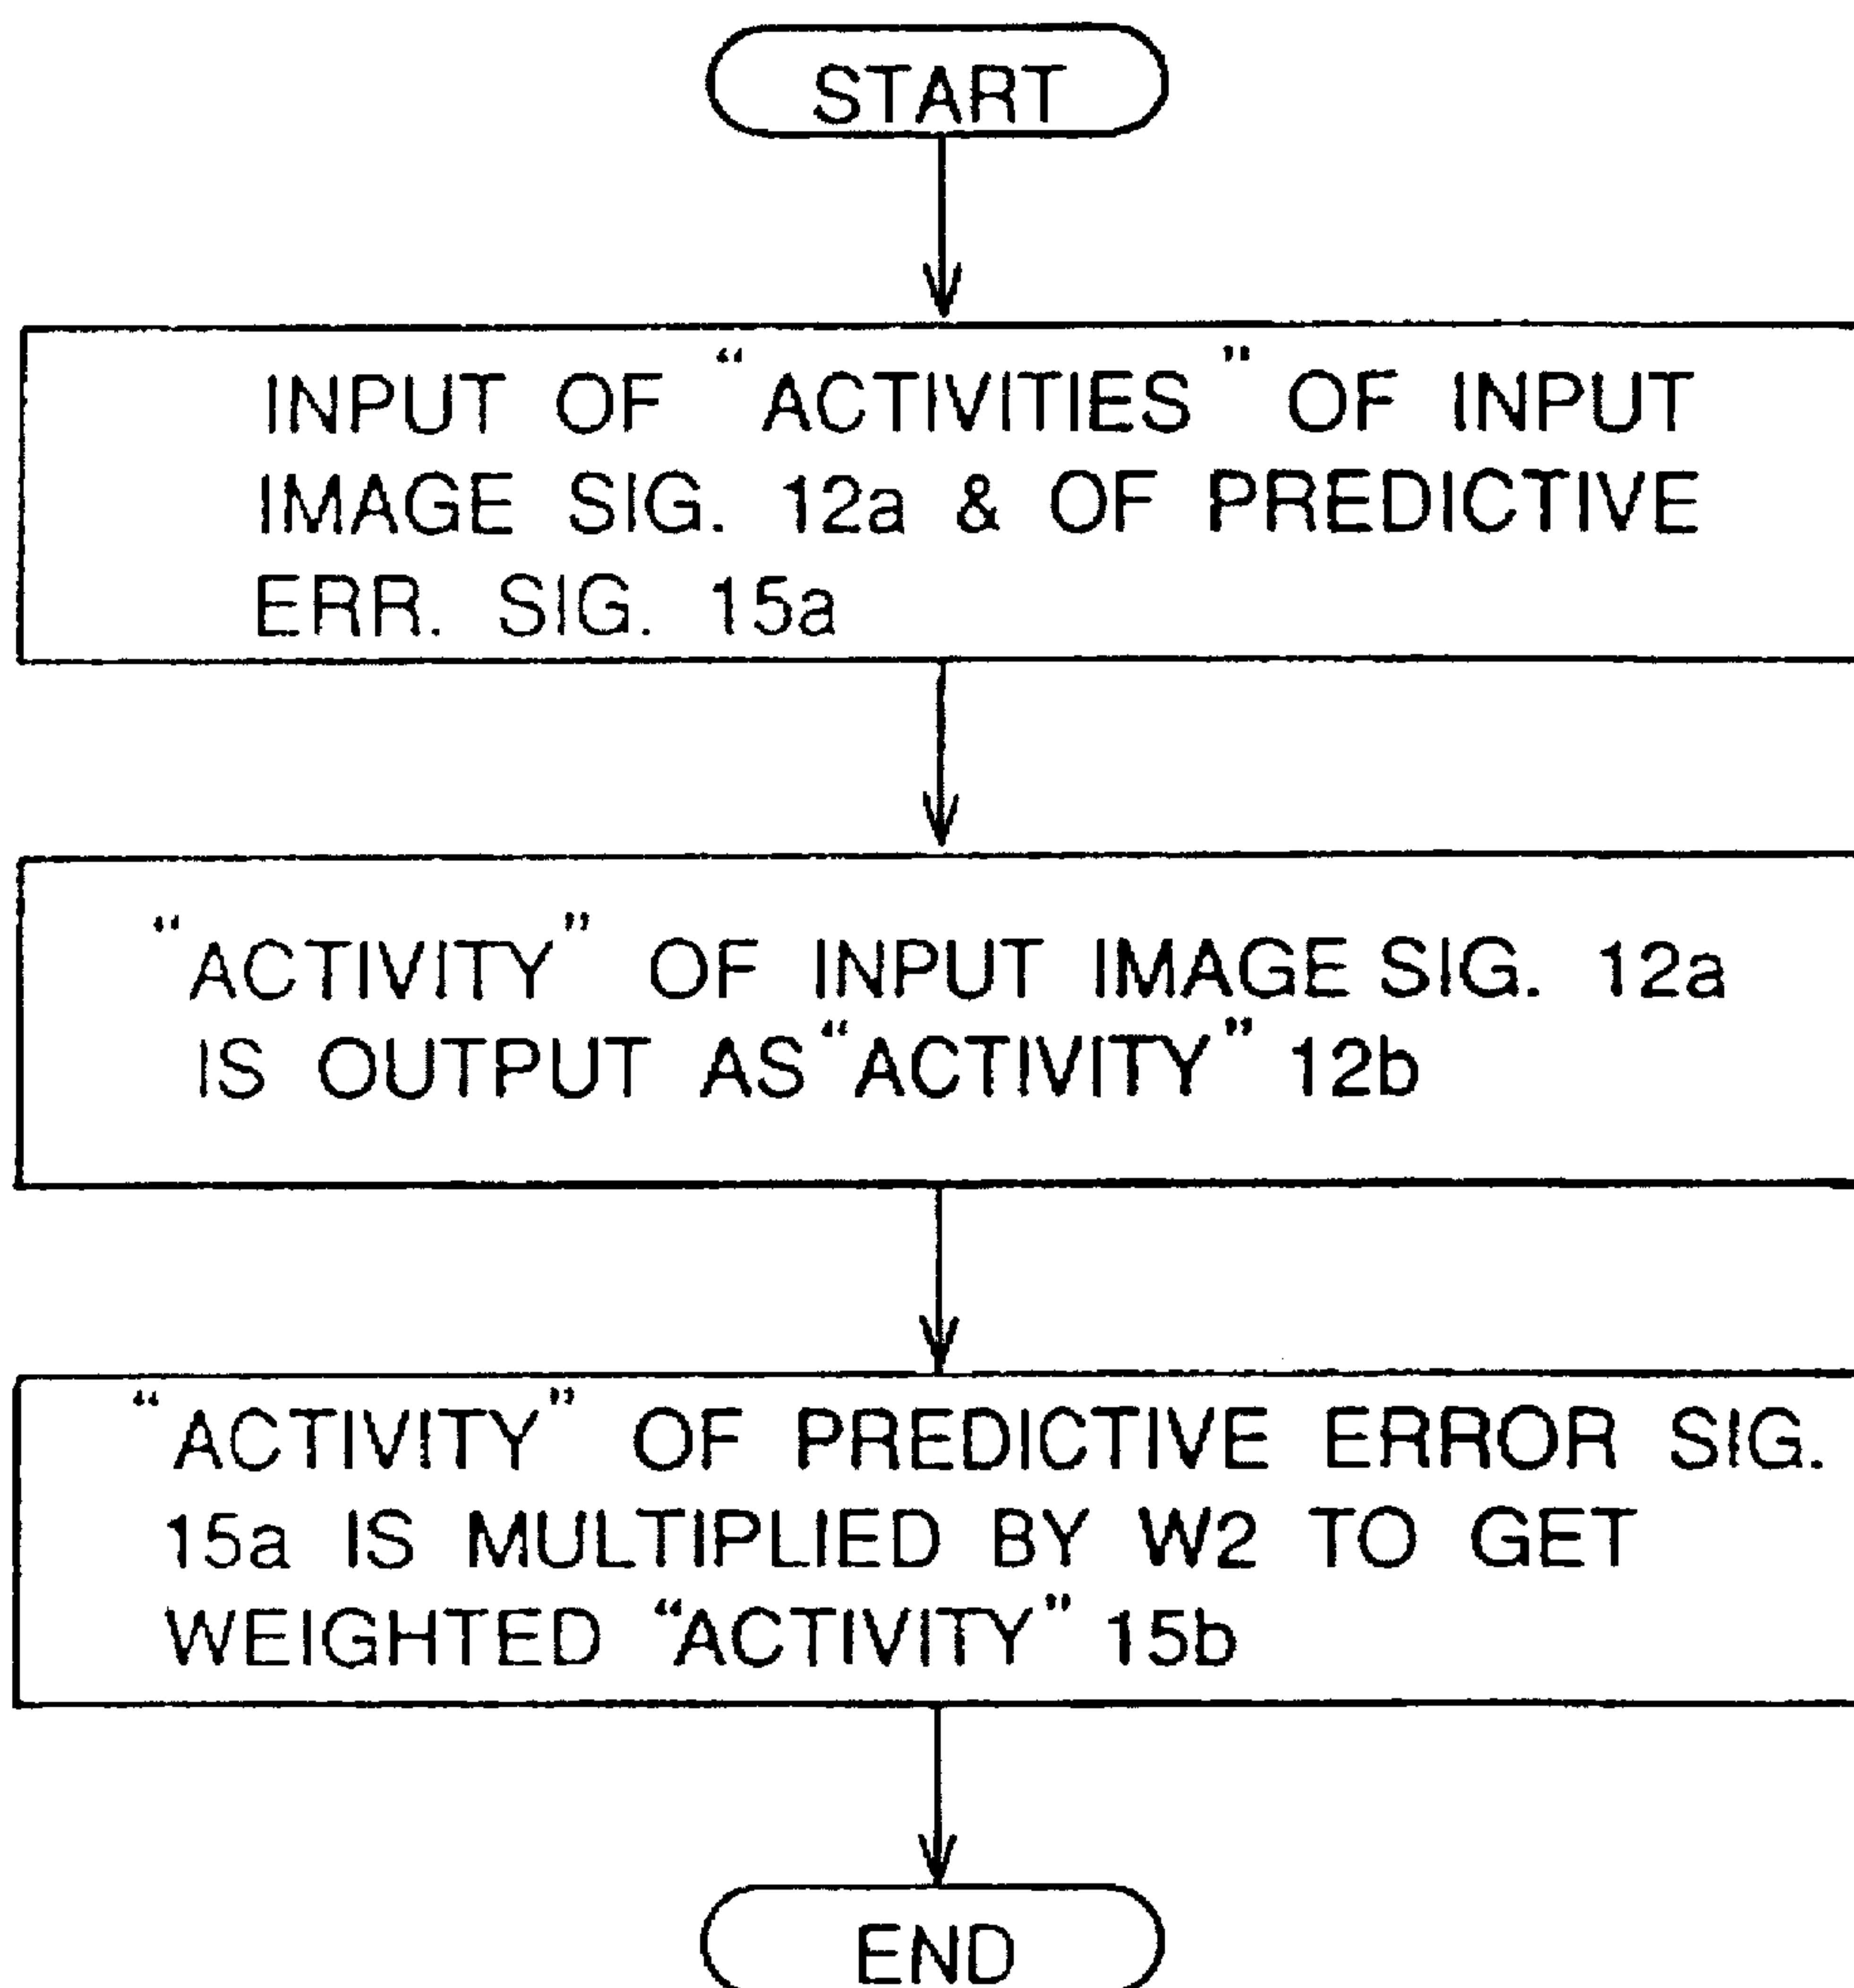 START
INPUT OF “ACTIVITIES” OF INPUT
IMAGE SIG. 12a & OF PREDICTIVE
ERR. SIG. 15a
“ACTIVITY” OF INPUT IMAGE SIG. 12a
IS OUTPUT AS “ACTIVITY” 12b
“ACTIVITY” OF PREDICTIVE ERROR SIG.
15a IS MULTIPLIED BY W2 TO GET
WEIGHTED “ACTIVITY” 15b
END